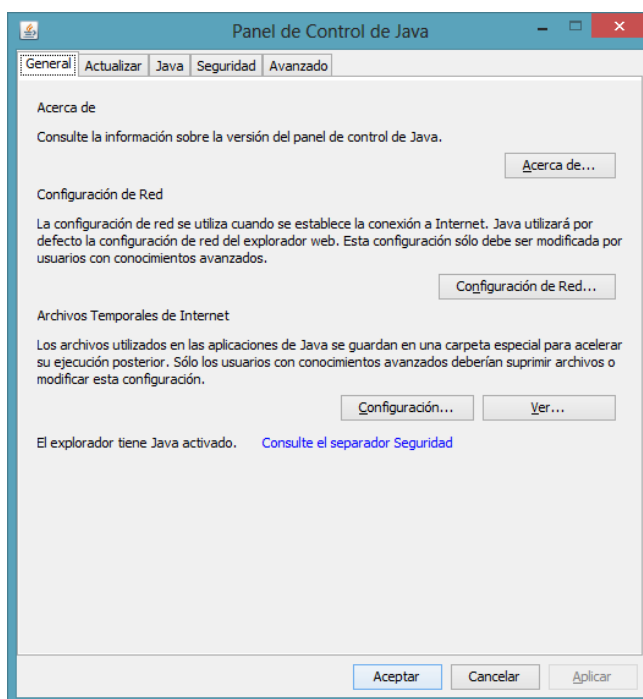 Panel de Control de Java
General Actualizar Java Seguridad Avanzado
Acerca de
Consulte la información sobre la versión del panel de control de Java.
Acerca de...
Configuración de Red
La configuración de red se utiliza cuando se establece la conexión a Internet. Java utilizará por
defecto la configuración de red del explorador web. Esta configuración sólo debe ser modificada por
usuarios con conocimientos avanzados.
Configuración de Red...
Archivos Temporales de Internet
Los archivos utilizados en las aplicaciones de Java se guardan en una carpeta especial para acelerar
su ejecución posterior. Sólo los usuarios con conocimientos avanzados deberían suprimir archivos o
modificar esta configuración.
Configuración... Ver...
El explorador tiene Java activado. Consulte el separador Seguridad
Aceptar Cancelar Aplicar